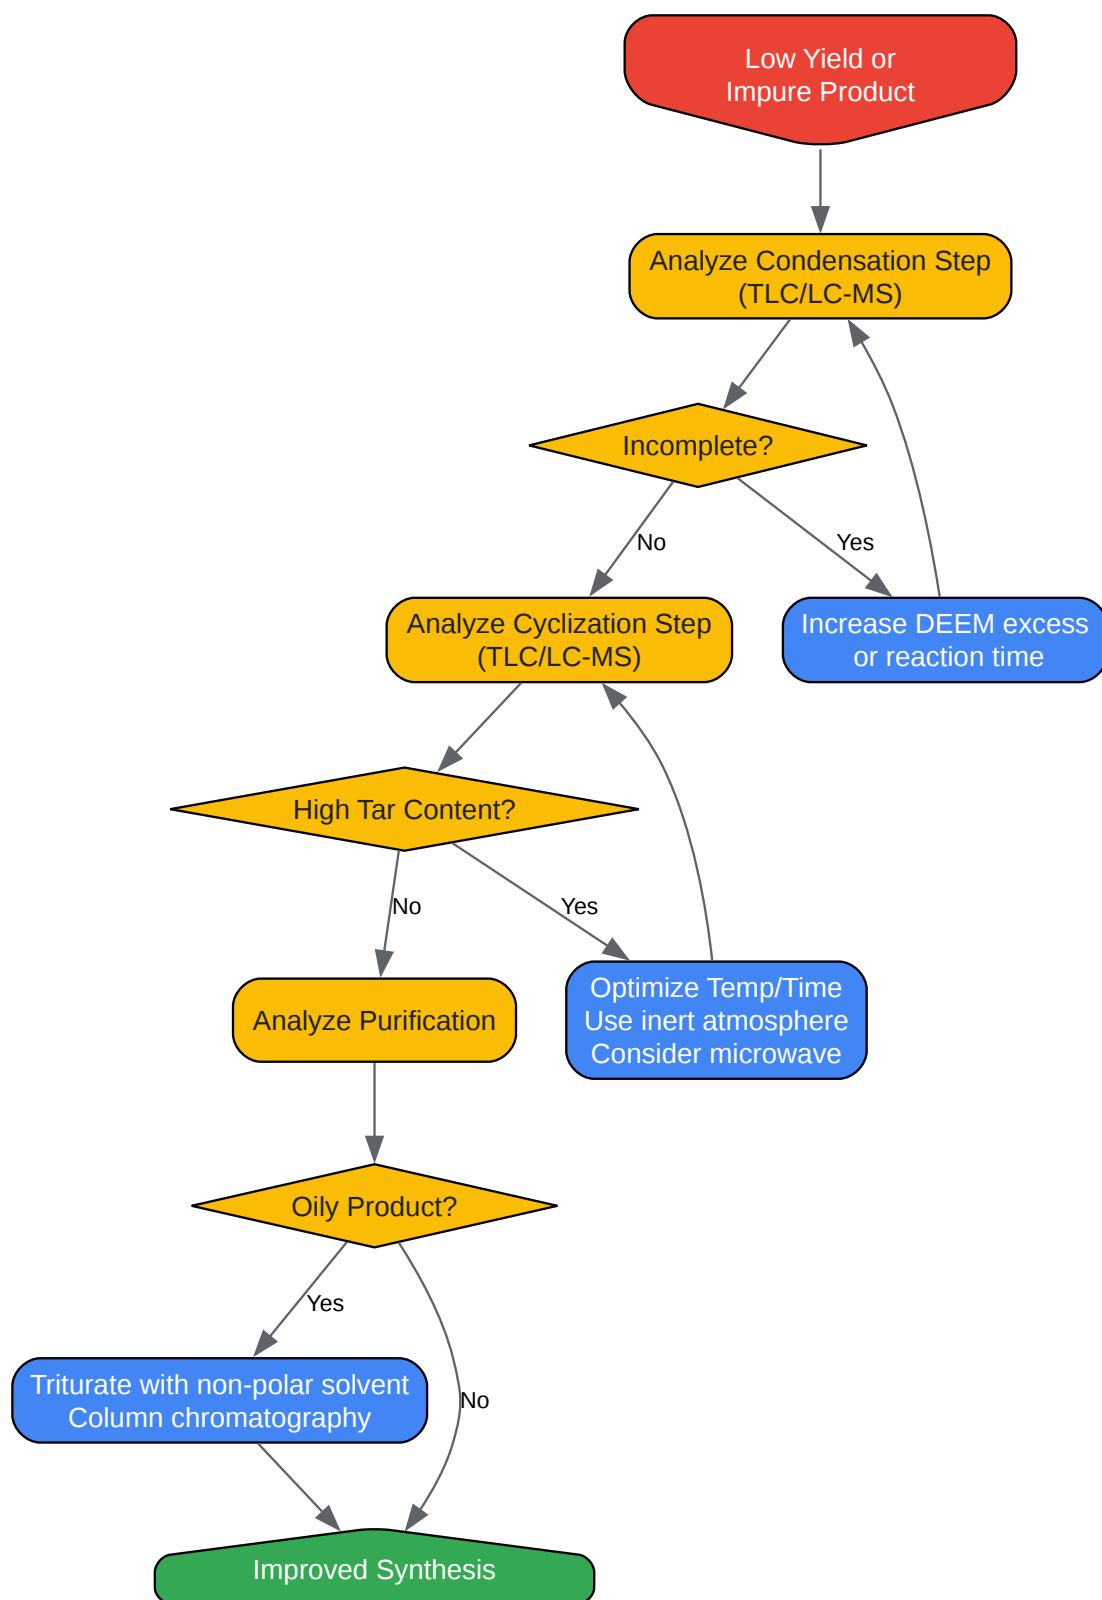 Low Yield or
Impure Product
Analyze Condensation Step
(TLC/LC-MS)
Incomplete?
No
Yes
Analyze Cyclization Step
(TLC/LC-MS)
Increase DEEM excess
or reaction time
High Tar Content?
No
Yes
Analyze Purification
Optimize Temp/Time
Use inert atmosphere
Consider microwave
Oily Product?
Yes
No
Triturate with non-polar solvent
Column chromatography
Improved Synthesis